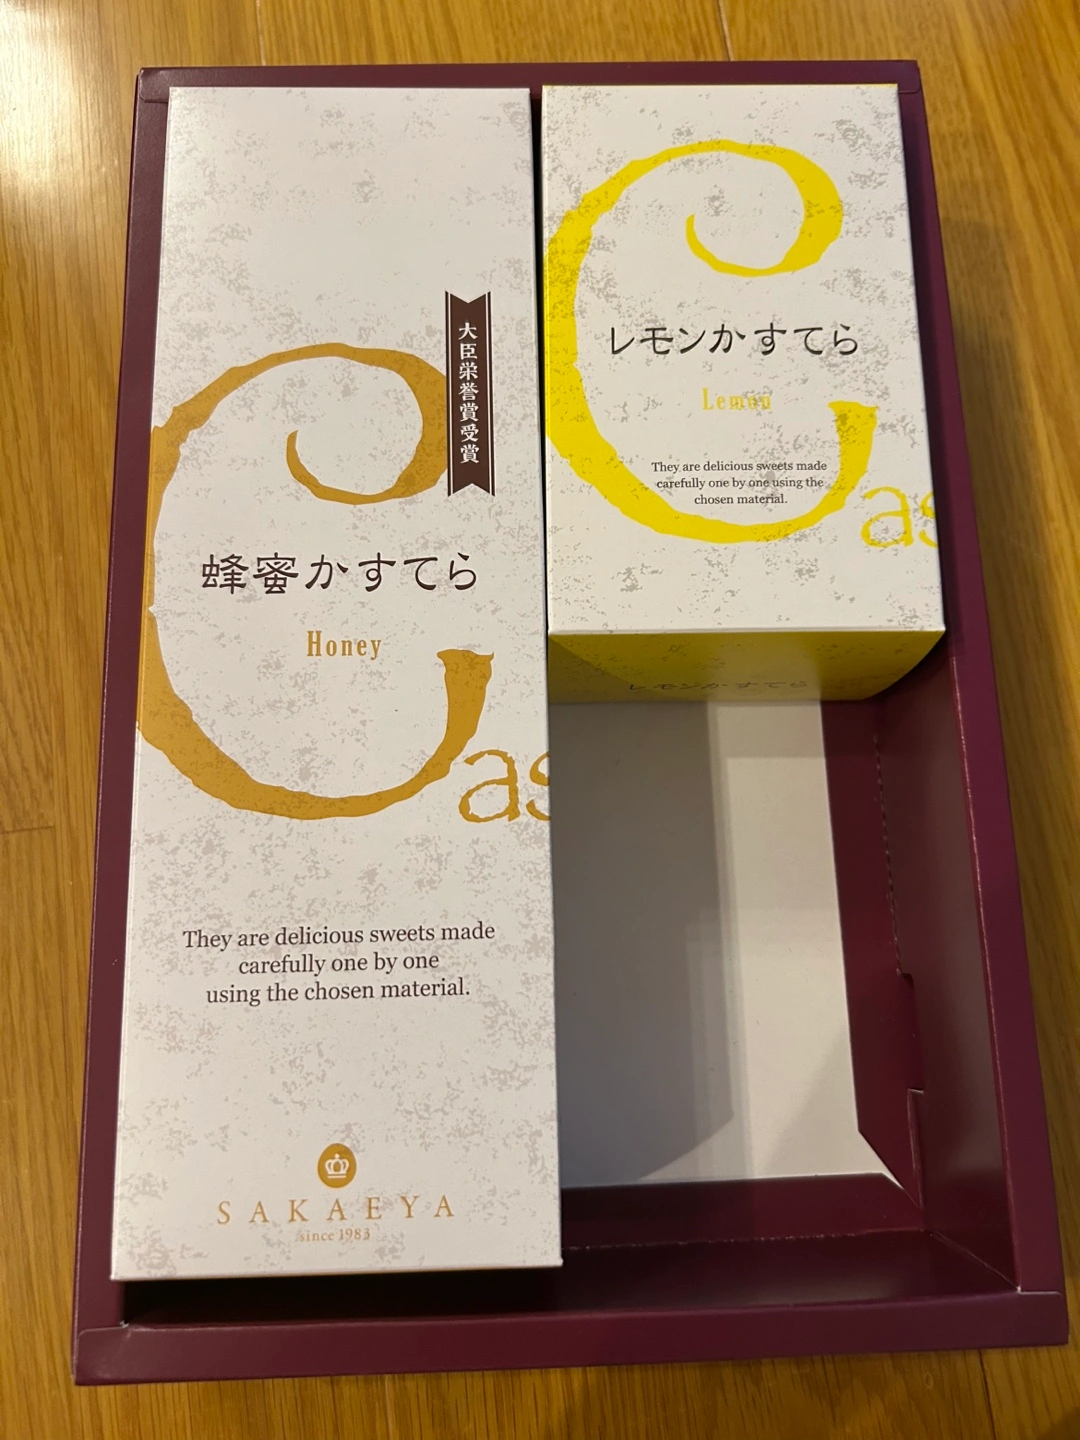 大臣栄誉賞受賞
蜂蜜かすてら
Honey
Cas
They are delicious sweets made
carefully one by one
using the chosen material.
SAKAEYA
since 1983
レモンかすてら
Lemon
They are delicious sweets made
carefully one by one using the
chosen material.
Cas
レモンかすてら